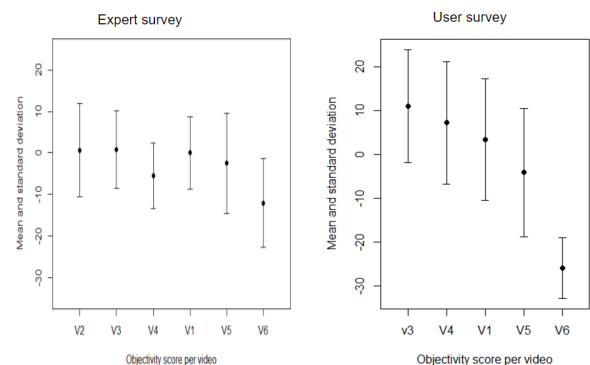 Expert survey
Mean and standard deviation
20
10
0
-10
-20
-30
V2 V3 V4 V1 V5 V6
Objectivity score per video
User survey
Mean and standard deviation
20
10
0
-10
-20
-30
v3 V4 V1 V5 V6
Objectivity score per video